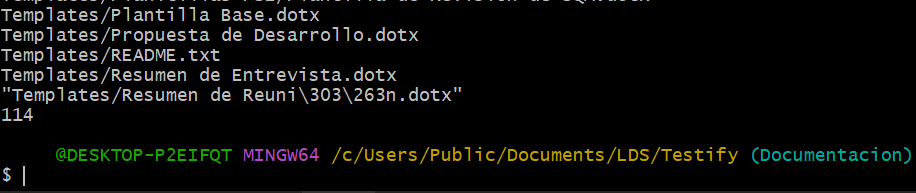 Templates/Plantilla Base.dotx
Templates/Propuesta de Desarrollo.dotx
Templates/README.txt
Templates/Resumen de Entrevista.dotx
"Templates/Resumen de Reuni\303\263n.dotx"
114
@DESKTOP-P2EIFQT MINGW64 /c/Users/Public/Documents/LDS/Testify (Documentacion)
$